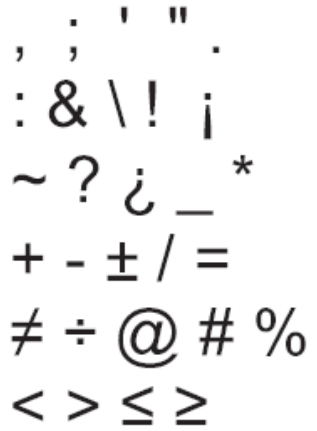 , ; ' " .
: & \ ! ¡
~ ? ¿ _ *
+ - ± / =
≠ ÷ @ # %
< > ≤ ≥